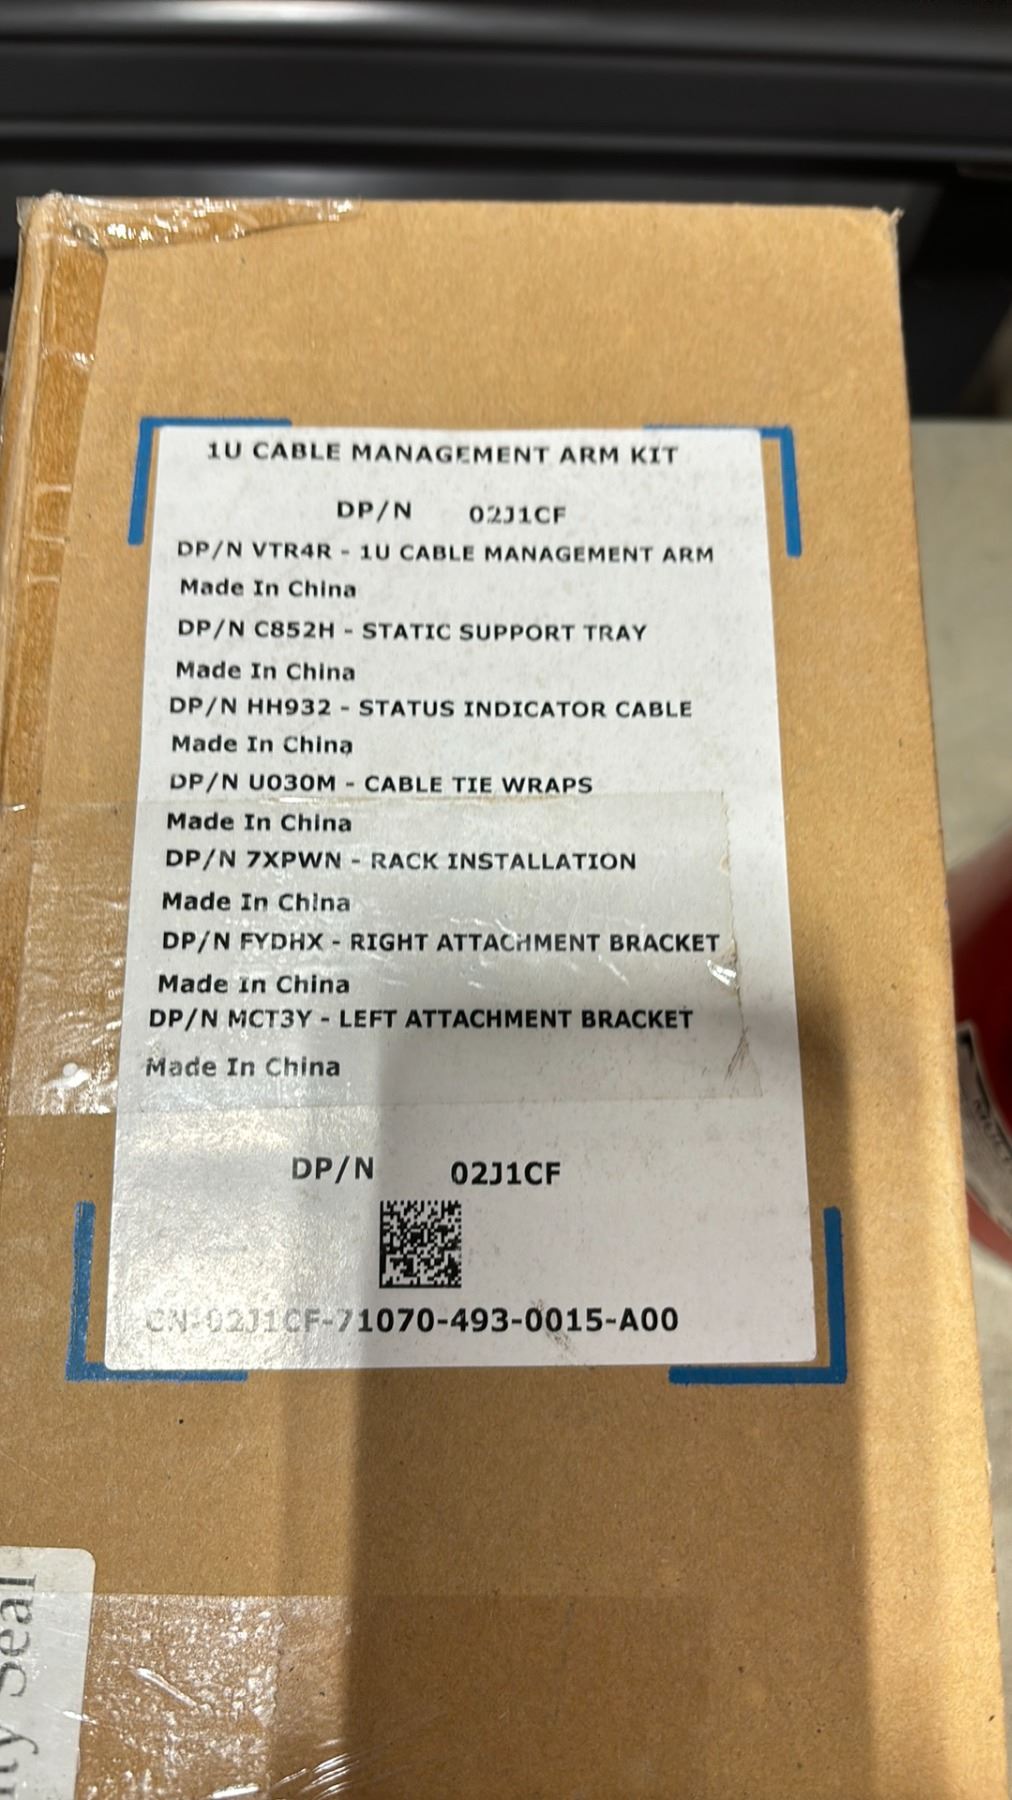 1U CABLE MANAGEMENT ARM KIT
DP/N 02J1CF
DP/N VTR4R - 1U CABLE MANAGEMENT ARM
Made In China
DP/N C852H - STATIC SUPPORT TRAY
Made In China
DP/N HH932 - STATUS INDICATOR CABLE
Made In China
DP/N U030M - CABLE TIE WRAPS
Made In China
DP/N 7XPWN - RACK INSTALLATION
Made In China
DP/N FYDHX - RIGHT ATTACHMENT BRACKET
Made In China
DP/N MCT3Y - LEFT ATTACHMENT BRACKET
Made In China
DP/N 02J1CF
CN-02J1CF-71070-493-0015-A00
Seal